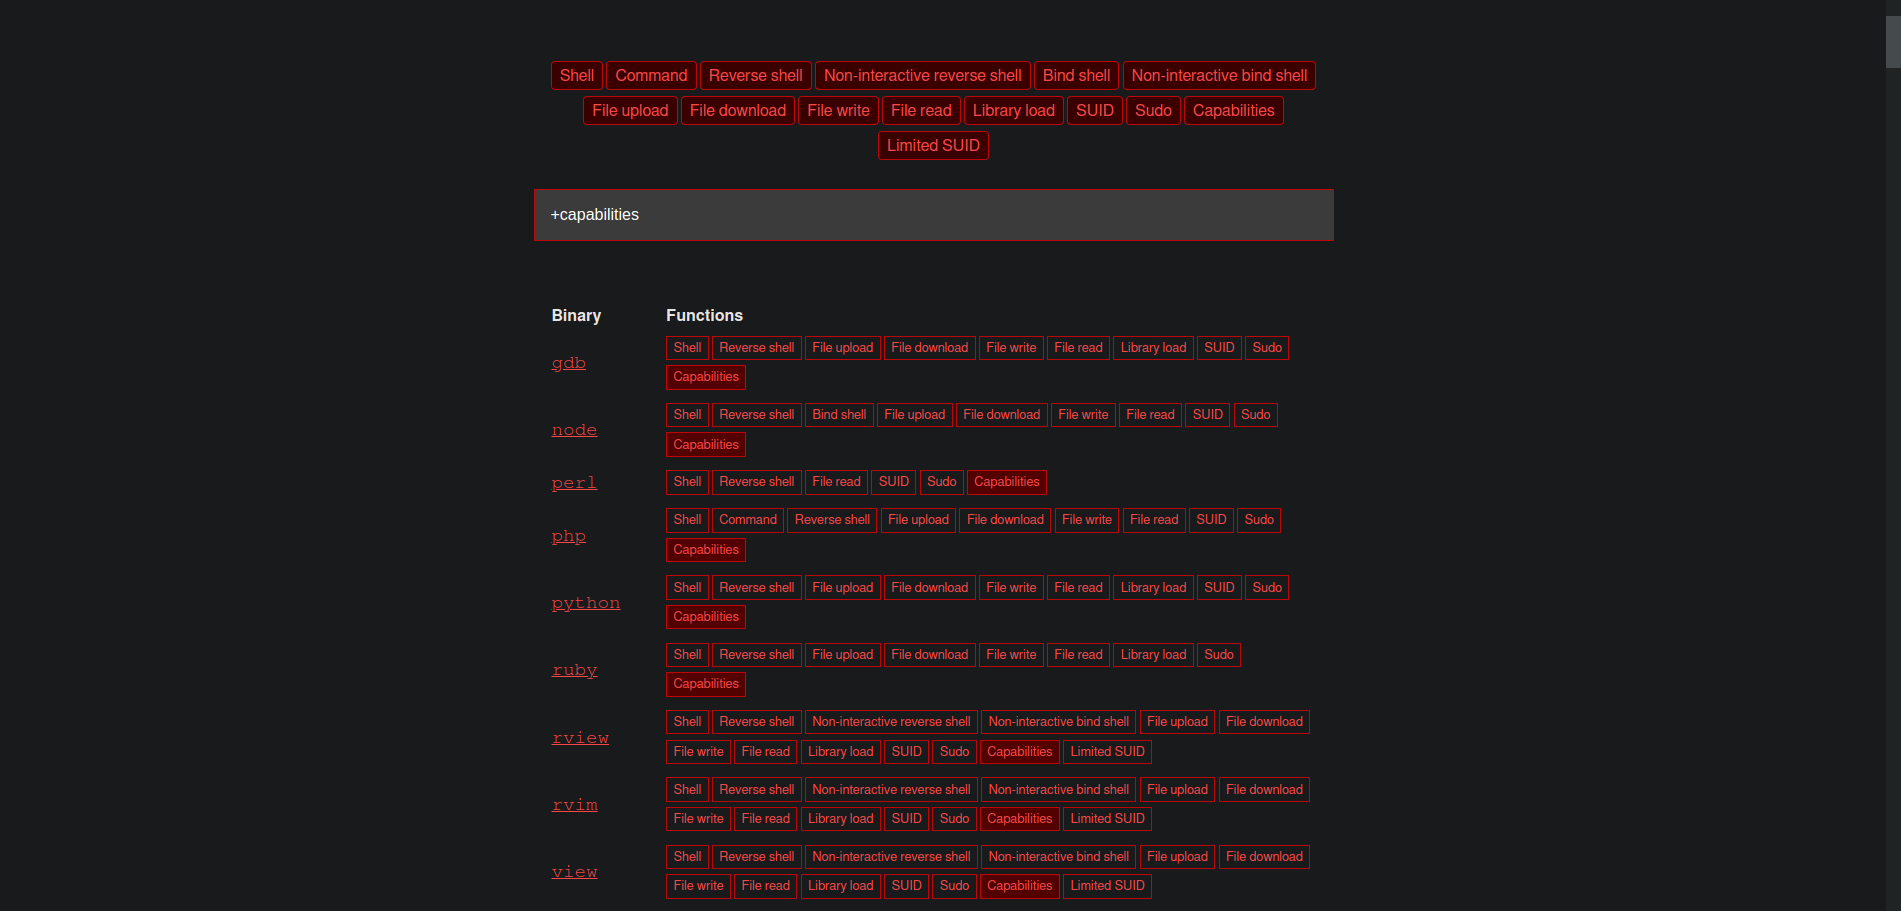 Shell Command Reverse shell Non-interactive reverse shell Bind shell Non-interactive bind shell
File upload File download File write File read Library load SUID Sudo Capabilities
Limited SUID
+capabilities
Binary Functions
gdb Shell Reverse shell File upload File download File write File read Library load SUID Sudo
Capabilities
node Shell Reverse shell Bind shell File upload File download File write File read SUID Sudo
Capabilities
perl Shell Reverse shell File read SUID Sudo Capabilities
php Shell Command Reverse shell File upload File download File write File read SUID Sudo
Capabilities
python Shell Reverse shell File upload File download File write File read Library load SUID Sudo
Capabilities
ruby Shell Reverse shell File upload File download File write File read Library load Sudo
Capabilities
rview Shell Reverse shell Non-interactive reverse shell Non-interactive bind shell File upload File download
File write File read Library load SUID Sudo Capabilities Limited SUID
rvim Shell Reverse shell Non-interactive reverse shell Non-interactive bind shell File upload File download
File write File read Library load SUID Sudo Capabilities Limited SUID
view Shell Reverse shell Non-interactive reverse shell Non-interactive bind shell File upload File download
File write File read Library load SUID Sudo Capabilities Limited SUID